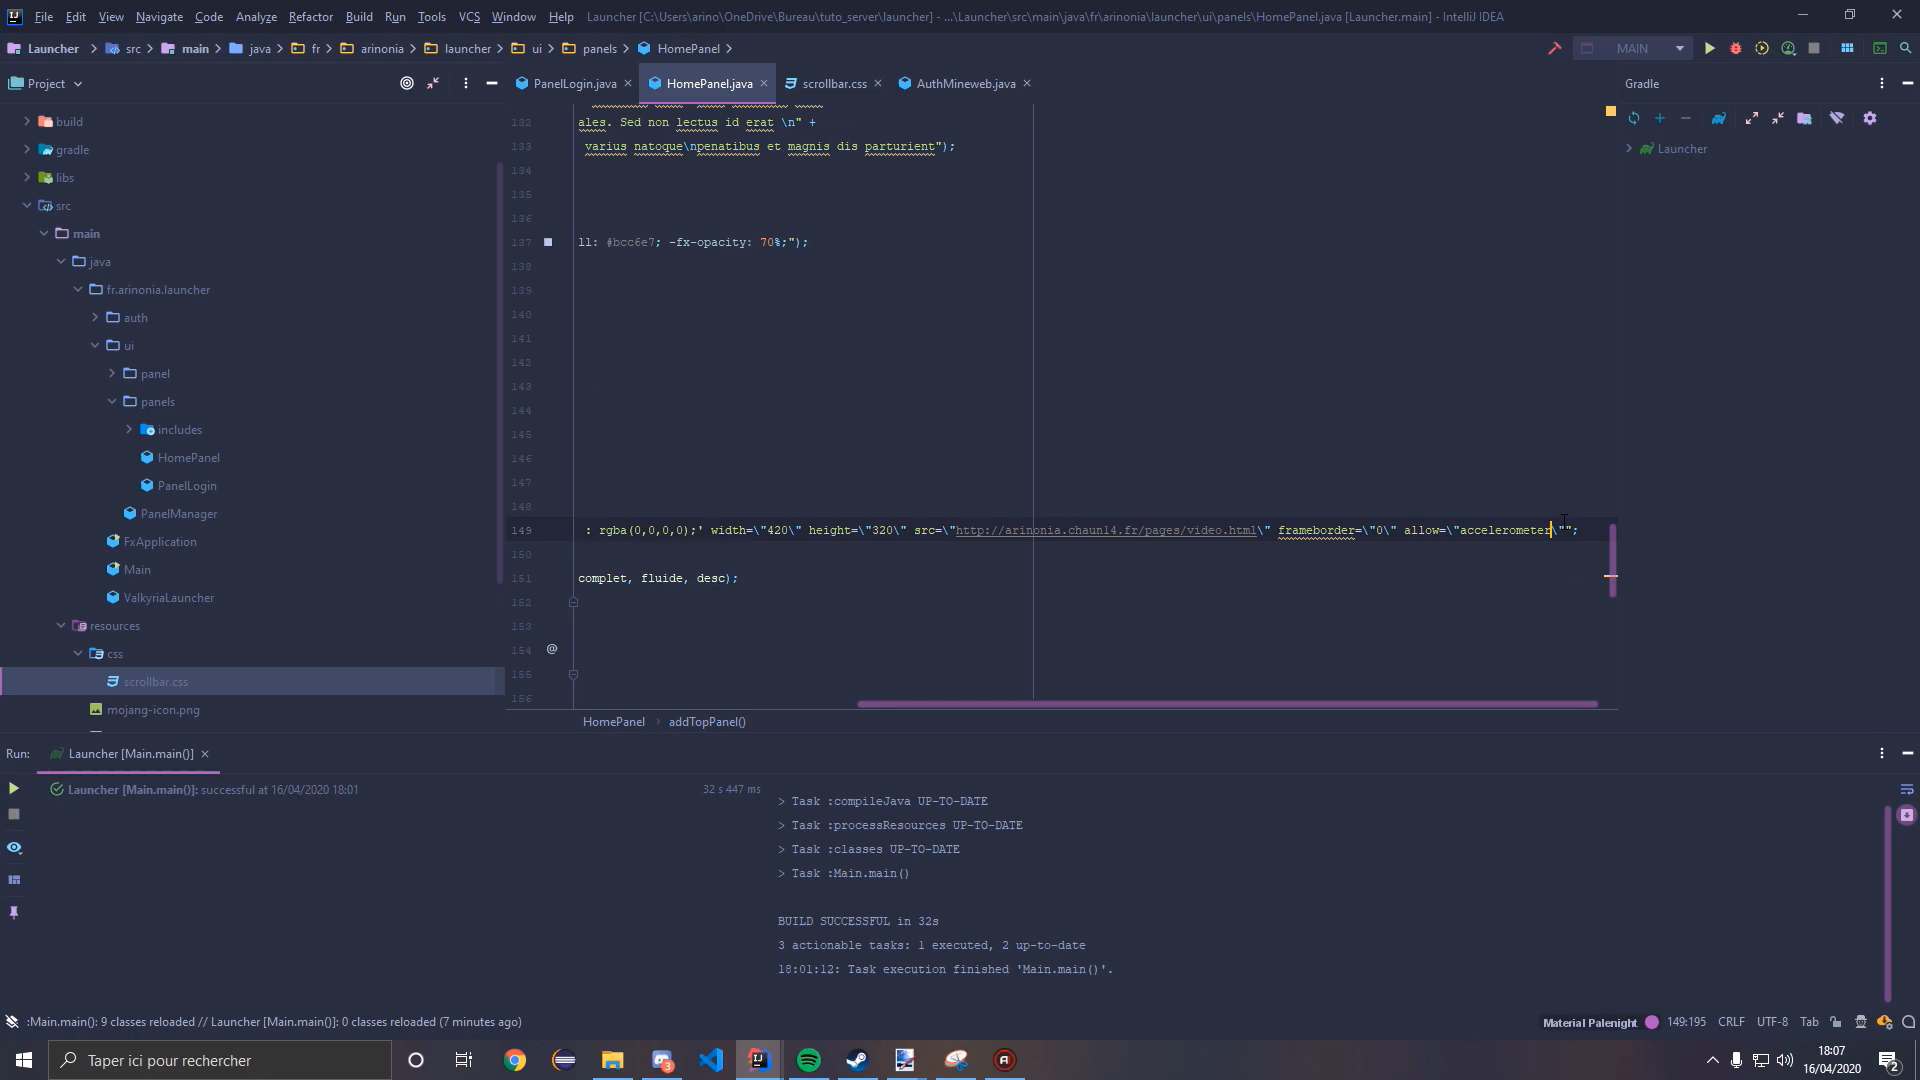 File Edit View Navigate Code Analyze Refactor Build Run Tools VCS Window Help Launcher [C:\Users\arino\OneDrive\Bureau\tuto_server\launcher] - ...\Launcher\src\main\java\fr\arinonia\launcher\ui\panels\HomePanel.java [Launcher.main] - IntelliJ IDEA
Launcher src main java fr arinonia launcher ui panels HomePanel MAIN
Project PanelLogin.java HomePanel.java scrollbar.css AuthMineweb.java Gradle
build
gradle
libs
src
main
java
fr.arinonia.launcher
auth
ui
panel
panels
includes
HomePanel
PanelLogin
PanelManager
FxApplication
Main
ValkyriaLauncher
resources
css
scrollbar.css
mojang-icon.png
132 ales. Sed non lectus id erat \n" +
133 varius natoque\npenatibus et magnis dis parturient");
134
135
136
137 ll: #bcc6e7; -fx-opacity: 70%;");
138
139
140
141
142
143
144
145
146
147
148
149 : rgba(0,0,0,0);' width=\"420\" height=\"320\" src=\"http://arinonia.chaun14.fr/pages/video.html\" frameborder=\"0\" allow=\"accelerometer\"";
150
151 complet, fluide, desc);
152
153
154 @
155
156
HomePanel addTopPanel()
Launcher
Run: Launcher [Main.main()]
Launcher [Main.main()]: successful at 16/04/2020 18:01 32 s 447 ms
> Task :compileJava UP-TO-DATE
> Task :processResources UP-TO-DATE
> Task :classes UP-TO-DATE
> Task :Main.main()
BUILD SUCCESSFUL in 32s
3 actionable tasks: 1 executed, 2 up-to-date
18:01:12: Task execution finished 'Main.main()'.
:Main.main(): 9 classes reloaded // Launcher [Main.main()]: 0 classes reloaded (7 minutes ago) Material Palenight 149:195 CRLF UTF-8 Tab
Taper ici pour rechercher
3
18:07
16/04/2020
2